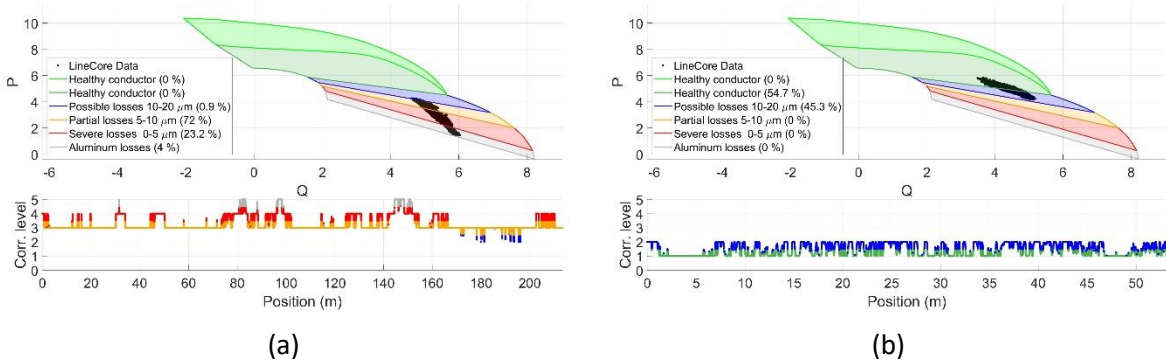 10
8
6
4
2
0
P
LineCore Data
Healthy conductor (0 %)
Healthy conductor (0 %)
Possible losses 10-20 μm (0.9 %)
Partial losses 5-10 μm (72 %)
Severe losses 0-5 μm (23.2 %)
Aluminum losses (4 %)
-6 -4 -2 0 2 4 6 8
Q
5
4
3
2
1
0
Corr. level
0 20 40 60 80 100 120 140 160 180 200
Position (m)
(a)
10
8
6
4
2
0
P
LineCore Data
Healthy conductor (0 %)
Healthy conductor (54.7 %)
Possible losses 10-20 μm (45.3 %)
Partial losses 5-10 μm (0 %)
Severe losses 0-5 μm (0 %)
Aluminum losses (0 %)
-6 -4 -2 0 2 4 6 8
Q
5
4
3
2
1
0
Corr. level
0 5 10 15 20 25 30 35 40 45 50
Position (m)
(b)